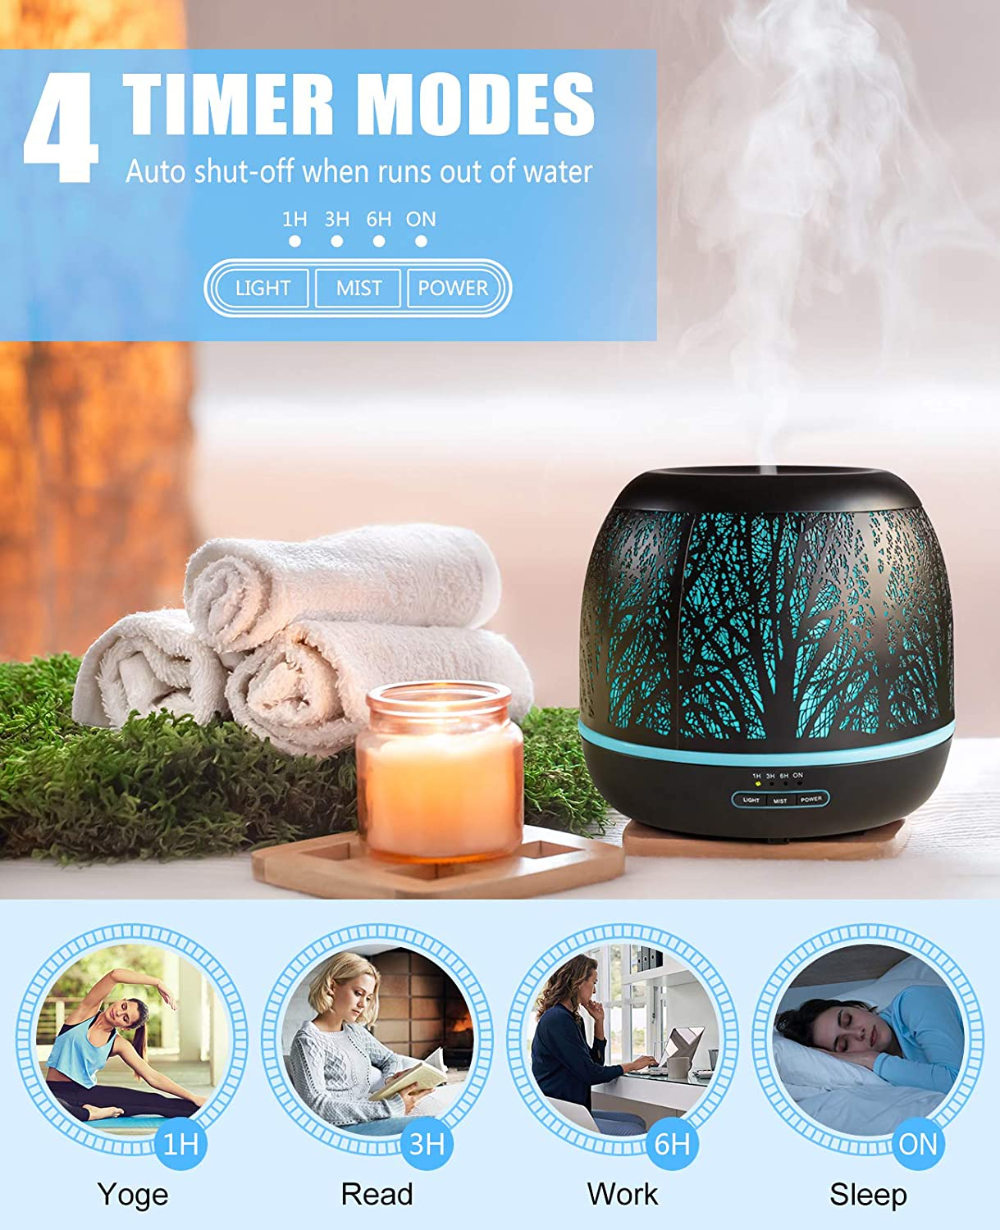 4 TIMER MODES
Auto shut-off when runs out of water
1H 3H 6H ON
LIGHT MIST POWER
1H 3H 6H ON
LIGHT MIST POWER
1H 3H 6H ON
Yoge Read Work Sleep